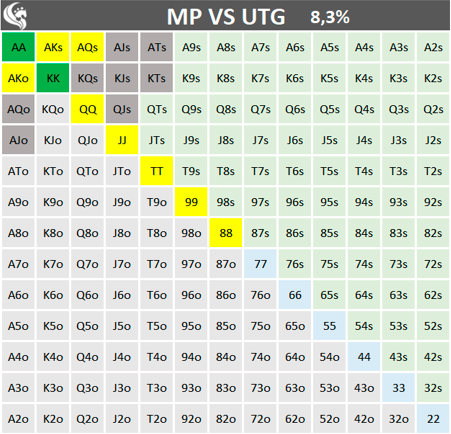 MP VS UTG 8,3%
AA AKs AQs AJs ATs A9s A8s A7s A6s A5s A4s A3s A2s
AKo KK KQs KJs KTs K9s K8s K7s K6s K5s K4s K3s K2s
AQo KQo QQ QJs QTs Q9s Q8s Q7s Q6s Q5s Q4s Q3s Q2s
AJo KJo QJo JJ JTs J9s J8s J7s J6s J5s J4s J3s J2s
ATo KTo QTo JTo TT T9s T8s T7s T6s T5s T4s T3s T2s
A9o K9o Q9o J9o T9o 99 98s 97s 96s 95s 94s 93s 92s
A8o K8o Q8o J8o T8o 98o 88 87s 86s 85s 84s 83s 82s
A7o K7o Q7o J7o T7o 97o 87o 77 76s 75s 74s 73s 72s
A6o K6o Q6o J6o T6o 96o 86o 76o 66 65s 64s 63s 62s
A5o K5o Q5o J5o T5o 95o 85o 75o 65o 55 54s 53s 52s
A4o K4o Q4o J4o T4o 94o 84o 74o 64o 54o 44 43s 42s
A3o K3o Q3o J3o T3o 93o 83o 73o 63o 53o 43o 33 32s
A2o K2o Q2o J2o T2o 92o 82o 72o 62o 52o 42o 32o 22